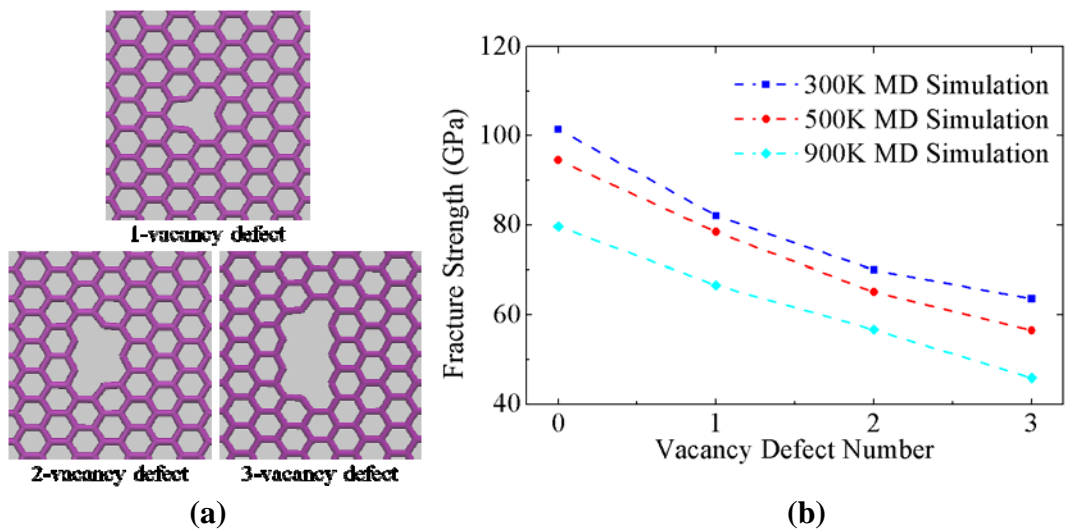 1-vacancy defect
2-vacancy defect
3-vacancy defect
(a)
120
100
80
60
40
Fracture Strength (GPa)
300K MD Simulation
500K MD Simulation
900K MD Simulation
0 1 2 3
Vacancy Defect Number
(b)